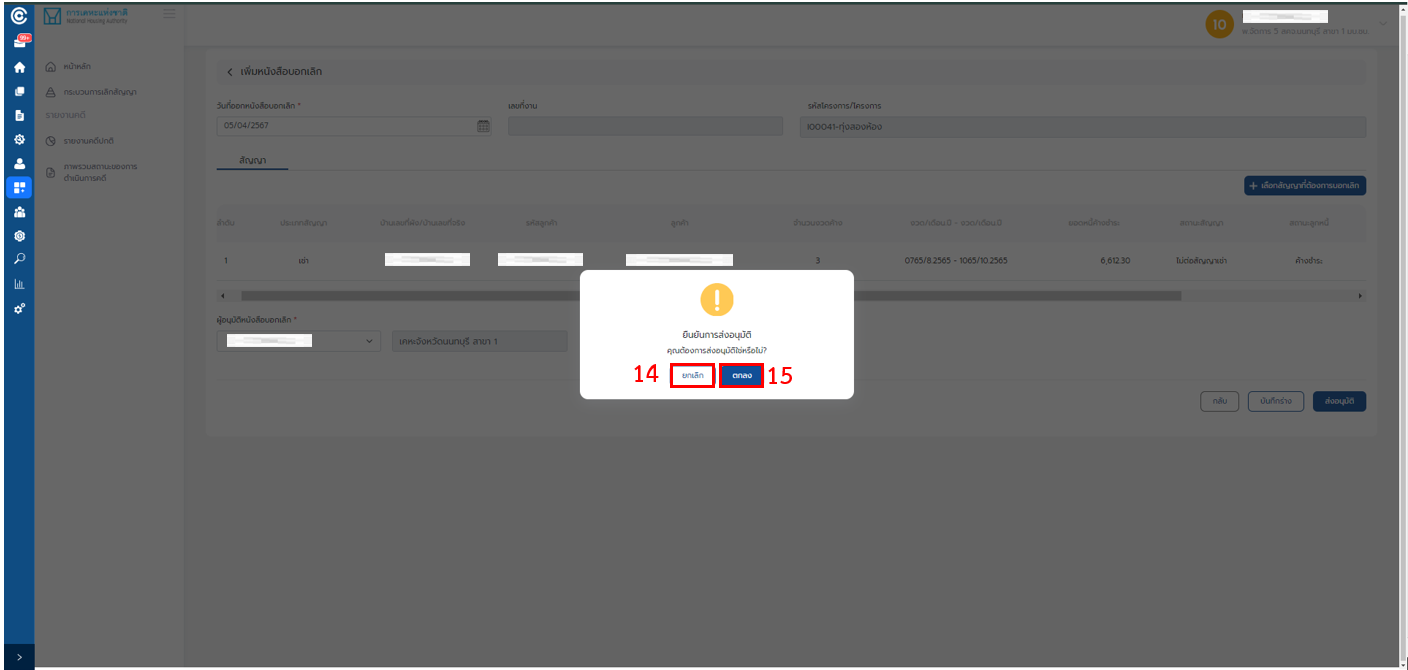 การเคหะแห่งชาติ
National Housing Authority
99+
10
ผ.จัดการ 5 สคจ.นนทบุรี สาขา 1
หน้าหลัก
กระบวนการเลิกสัญญา
รายงานคดี
รายงานคดีปกติ
ภาพรวมสถานะของการ
ดำเนินการคดี
เพิ่มหนังสือบอกเลิก
วันที่ออกหนังสือบอกเลิก *
เลขที่งาน
รหัสโครงการ/โครงการ
05/04/2567
I00041-ทุ่งสองห้อง
สัญญา
+ เลือกสัญญาที่ต้องการบอกเลิก
ลำดับ ประเภทสัญญา บ้านเลขที่ผัง/บ้านเลขที่จริง รหัสลูกค้า ลูกค้า จำนวนงวดค้าง งวด/เดือน.ปี - งวด/เดือน.ปี ยอดหนี้ค้างชำระ สถานะสัญญา สถานะลูกหนี้
1 เช่า 3 0765/8.2565 - 1065/10.2565 6,612.30 ไม่ต่อสัญญาเช่า ค้างชำระ
ผู้อนุมัติหนังสือบอกเลิก *
เคหะจังหวัดนนทบุรี สาขา 1
ยืนยันการส่งอนุมัติ
คุณต้องการส่งอนุมัติใช่หรือไม่?
14 ยกเลิก ตกลง 15
กลับ บันทึกร่าง ส่งอนุมัติ